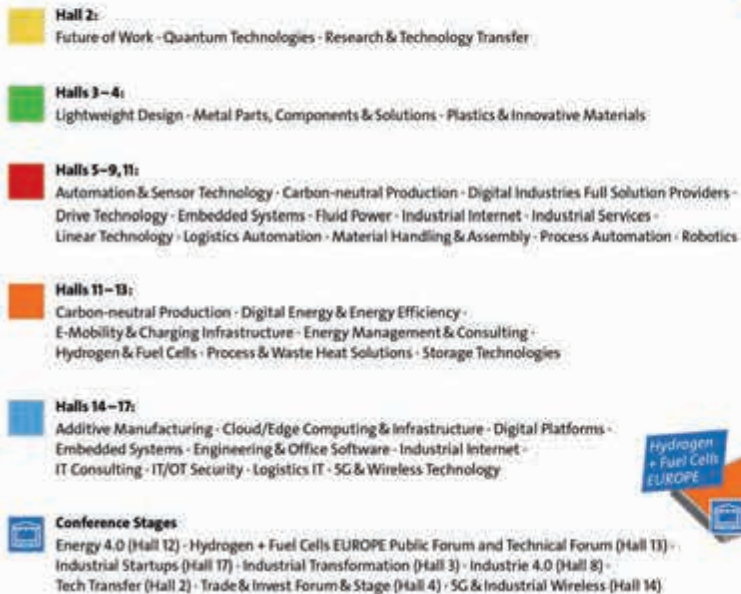 Hall 2:
Future of Work · Quantum Technologies · Research & Technology Transfer
Halls 3–4:
Lightweight Design · Metal Parts, Components & Solutions · Plastics & Innovative Materials
Halls 5–9, 11:
Automation & Sensor Technology · Carbon-neutral Production · Digital Industries Full Solution Providers ·
Drive Technology · Embedded Systems · Fluid Power · Industrial Internet · Industrial Services ·
Linear Technology · Logistics Automation · Material Handling & Assembly · Process Automation · Robotics
Halls 11–13:
Carbon-neutral Production · Digital Energy & Energy Efficiency ·
E-Mobility & Charging Infrastructure · Energy Management & Consulting ·
Hydrogen & Fuel Cells · Process & Waste Heat Solutions · Storage Technologies
Halls 14–17:
Additive Manufacturing · Cloud/Edge Computing & Infrastructure · Digital Platforms ·
Embedded Systems · Engineering & Office Software · Industrial Internet ·
IT Consulting · IT/OT Security · Logistics IT · 5G & Wireless Technology
Hydrogen
+ Fuel Cells
EUROPE
Conference Stages
Energy 4.0 (Hall 12) · Hydrogen + Fuel Cells EUROPE Public Forum and Technical Forum (Hall 13) ·
Industrial Startups (Hall 17) · Industrial Transformation (Hall 3) · Industrie 4.0 (Hall 8) ·
Tech Transfer (Hall 2) · Trade & Invest Forum & Stage (Hall 4) · 5G & Industrial Wireless (Hall 14)